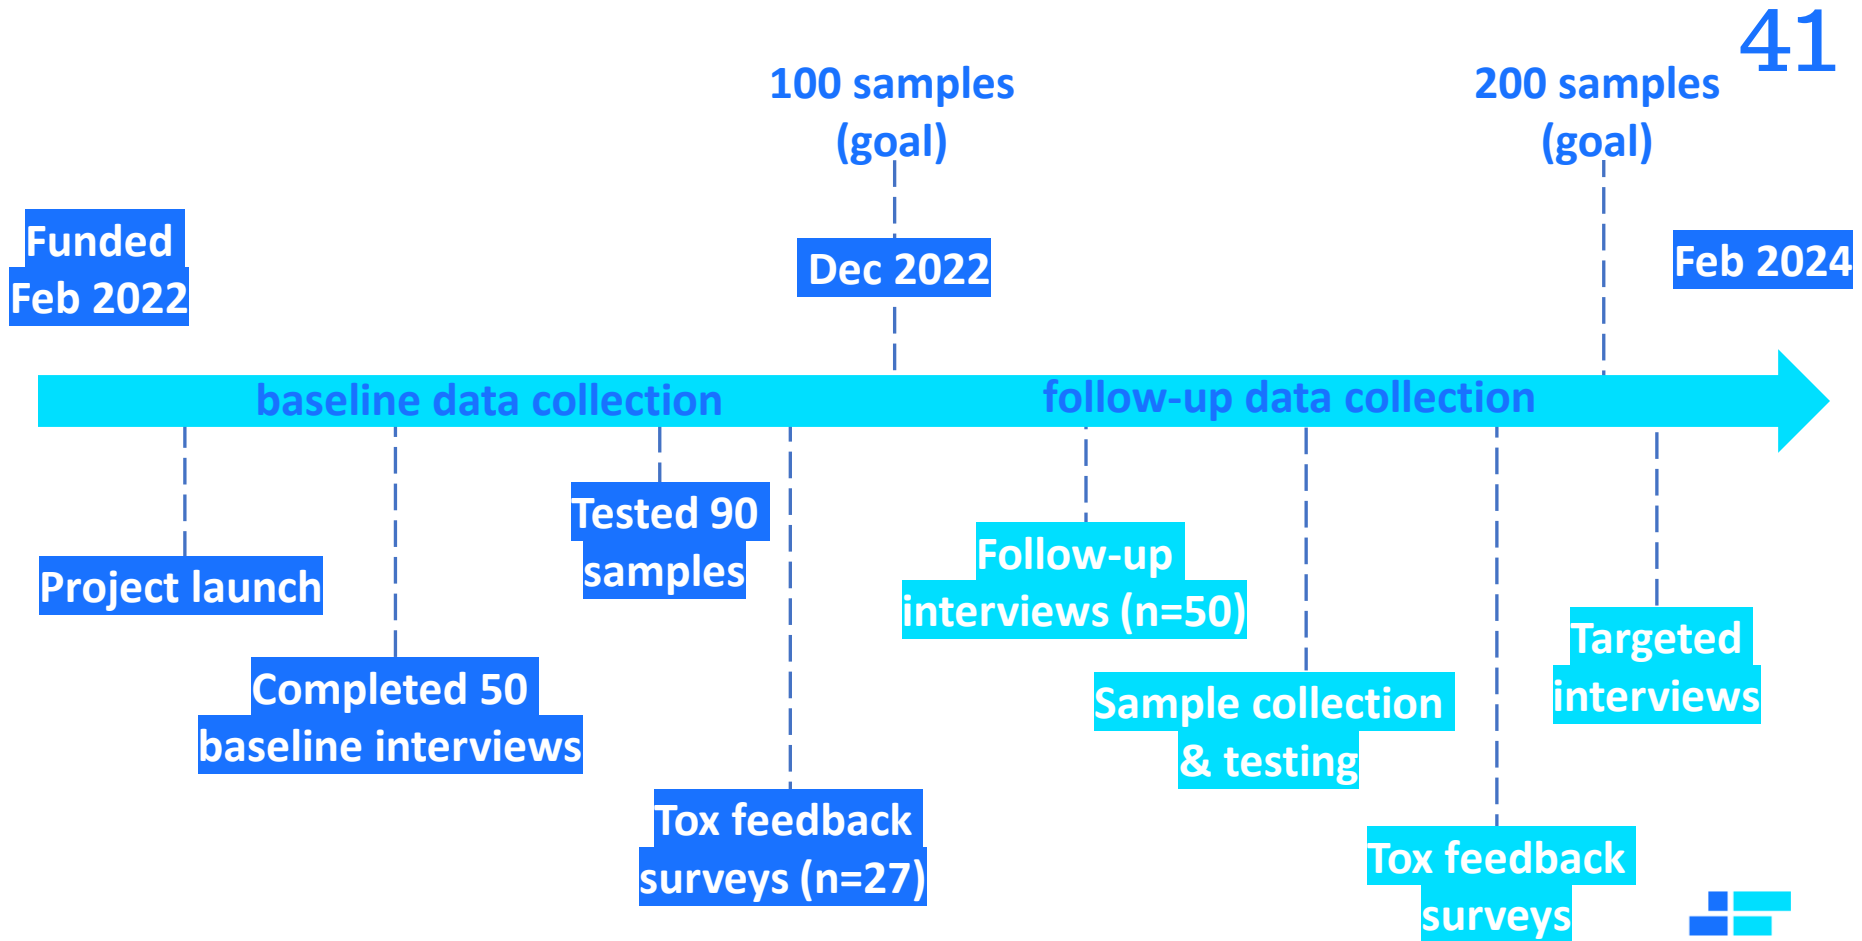 41
100 samples
(goal)
200 samples
(goal)
Funded
Feb 2022
Dec 2022
Feb 2024
baseline data collection
follow-up data collection
Project launch
Completed 50
baseline interviews
Tested 90
samples
Tox feedback
surveys (n=27)
Follow-up
interviews (n=50)
Sample collection
& testing
Tox feedback
surveys
Targeted
interviews